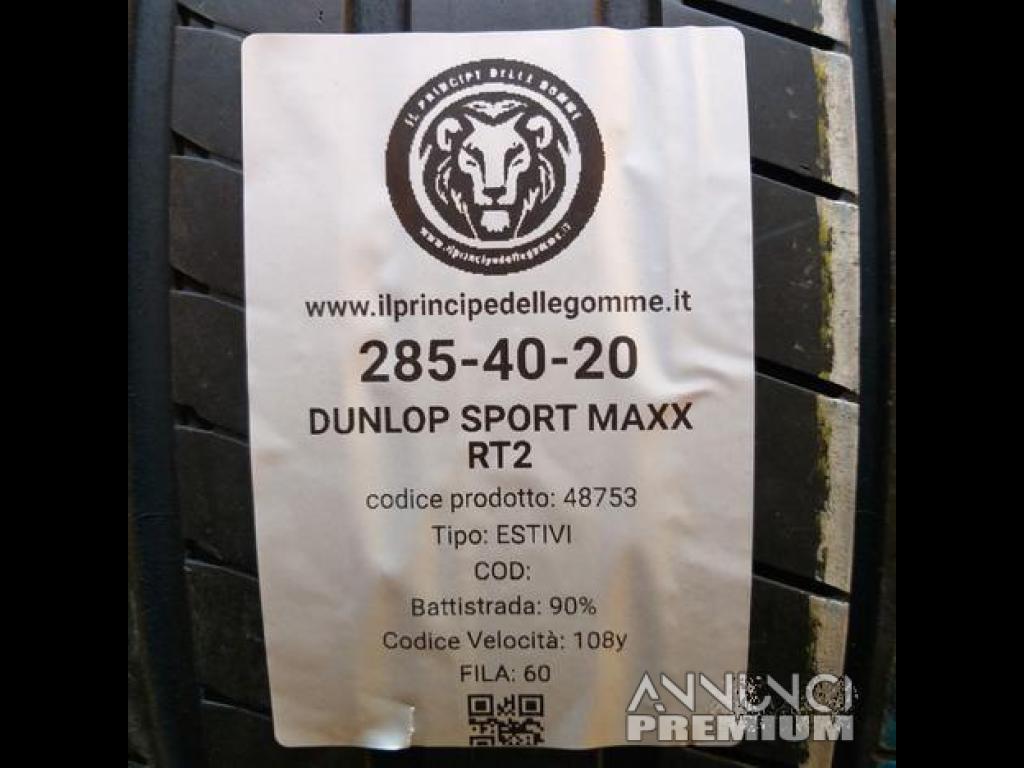 IL PRINCIPY DELLE GOMME
www.ilprincipedellegomme.it
www.ilprincipedellegomme.it
285-40-20
DUNLOP SPORT MAXX
RT2
codice prodotto: 48753
Tipo: ESTIVI
COD:
Battistrada: 90%
Codice Velocità: 108y
FILA: 60
ANNUNCI
PREMIUM